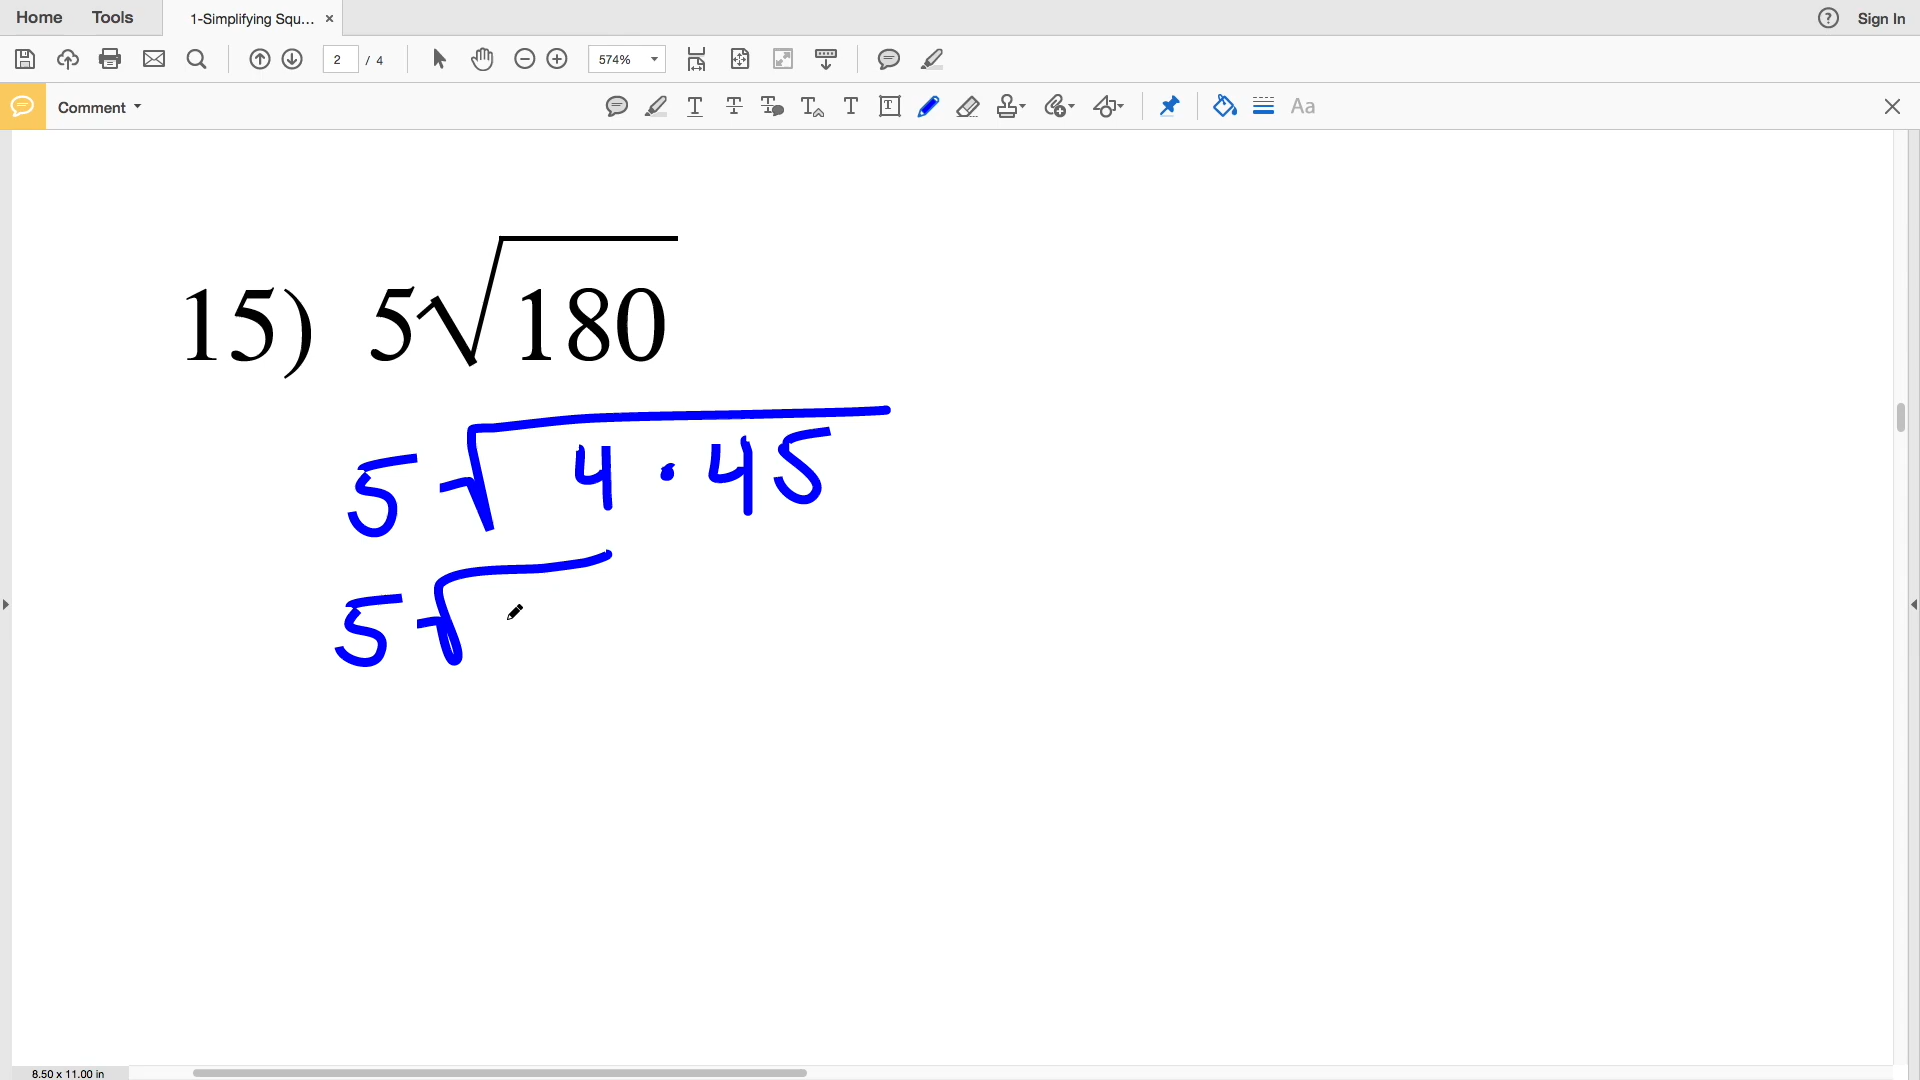 Home Tools 1-Simplifying Squ... × ? Sign In
2 / 4 574%
Comment T T T T T T Aa
15) 5√180
5√4·45
5√
8.50 x 11.00 in